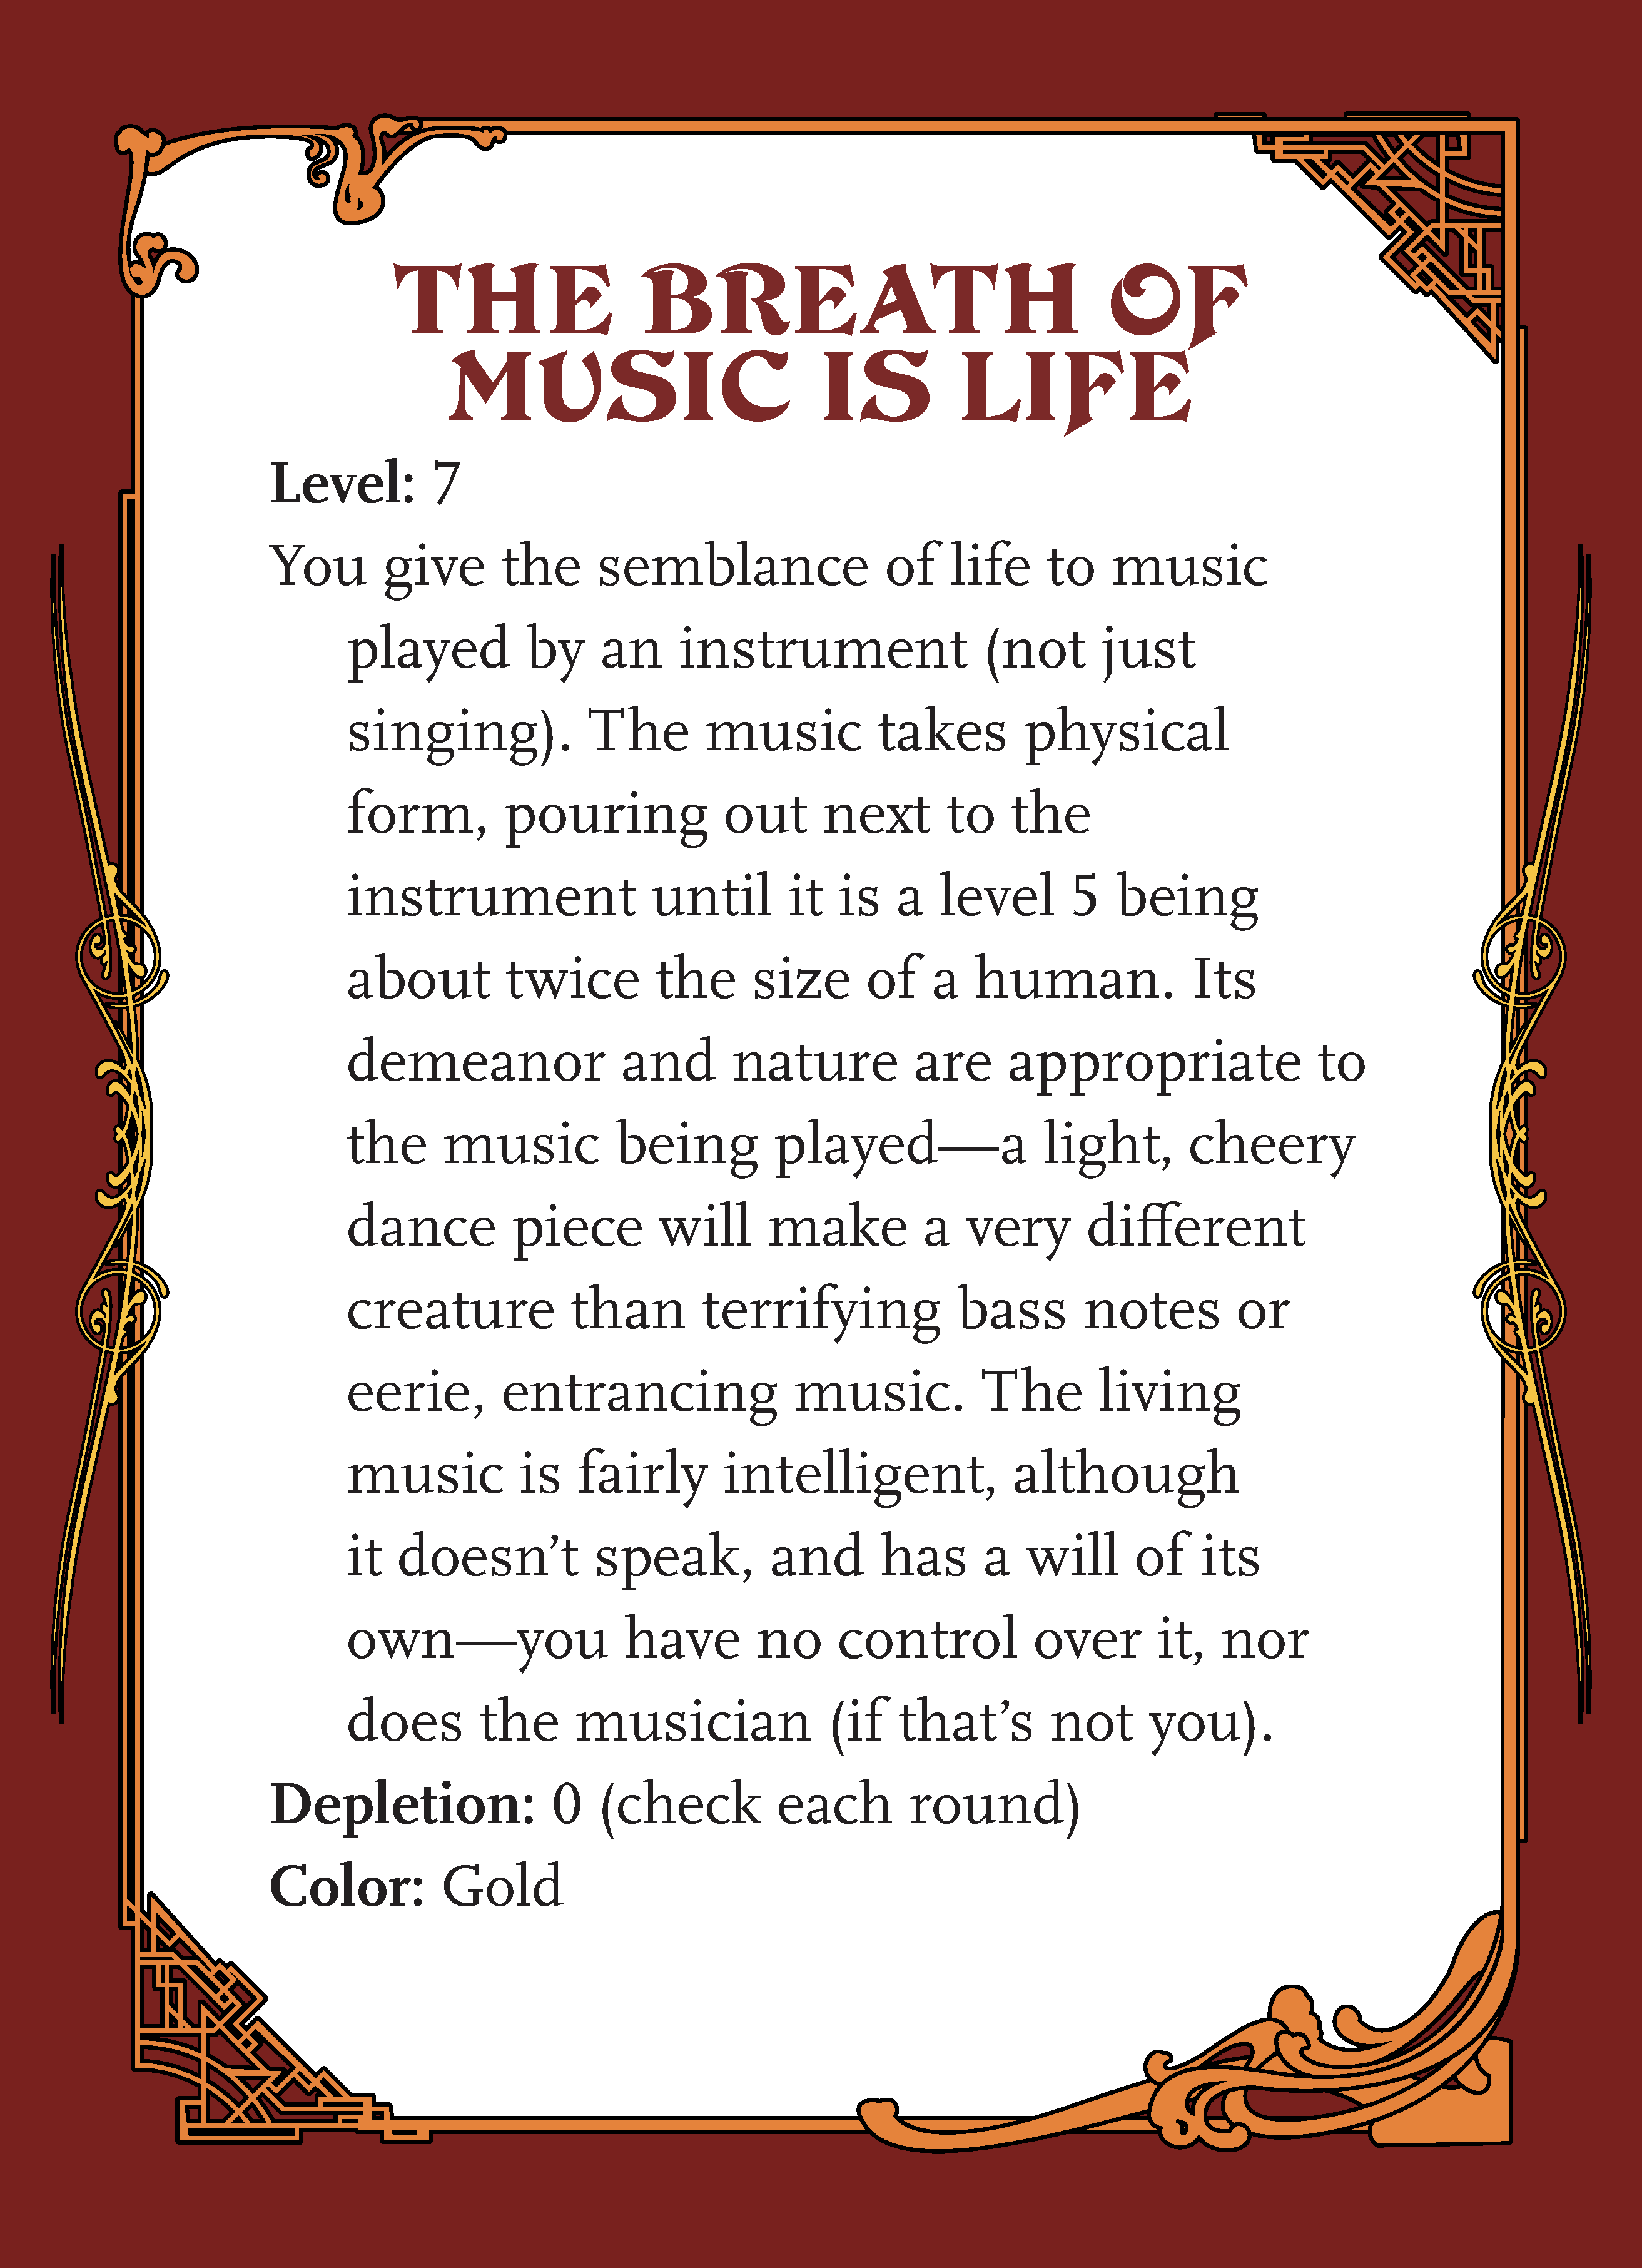 THE BREATH OF
MUSIC IS LIFE
Level: 7
You give the semblance of life to music
played by an instrument (not just
singing). The music takes physical
form, pouring out next to the
instrument until it is a level 5 being
about twice the size of a human. Its
demeanor and nature are appropriate to
the music being played—a light, cheery
dance piece will make a very different
creature than terrifying bass notes or
eerie, entrancing music. The living
music is fairly intelligent, although
it doesn’t speak, and has a will of its
own—you have no control over it, nor
does the musician (if that’s not you).
Depletion: 0 (check each round)
Color: Gold